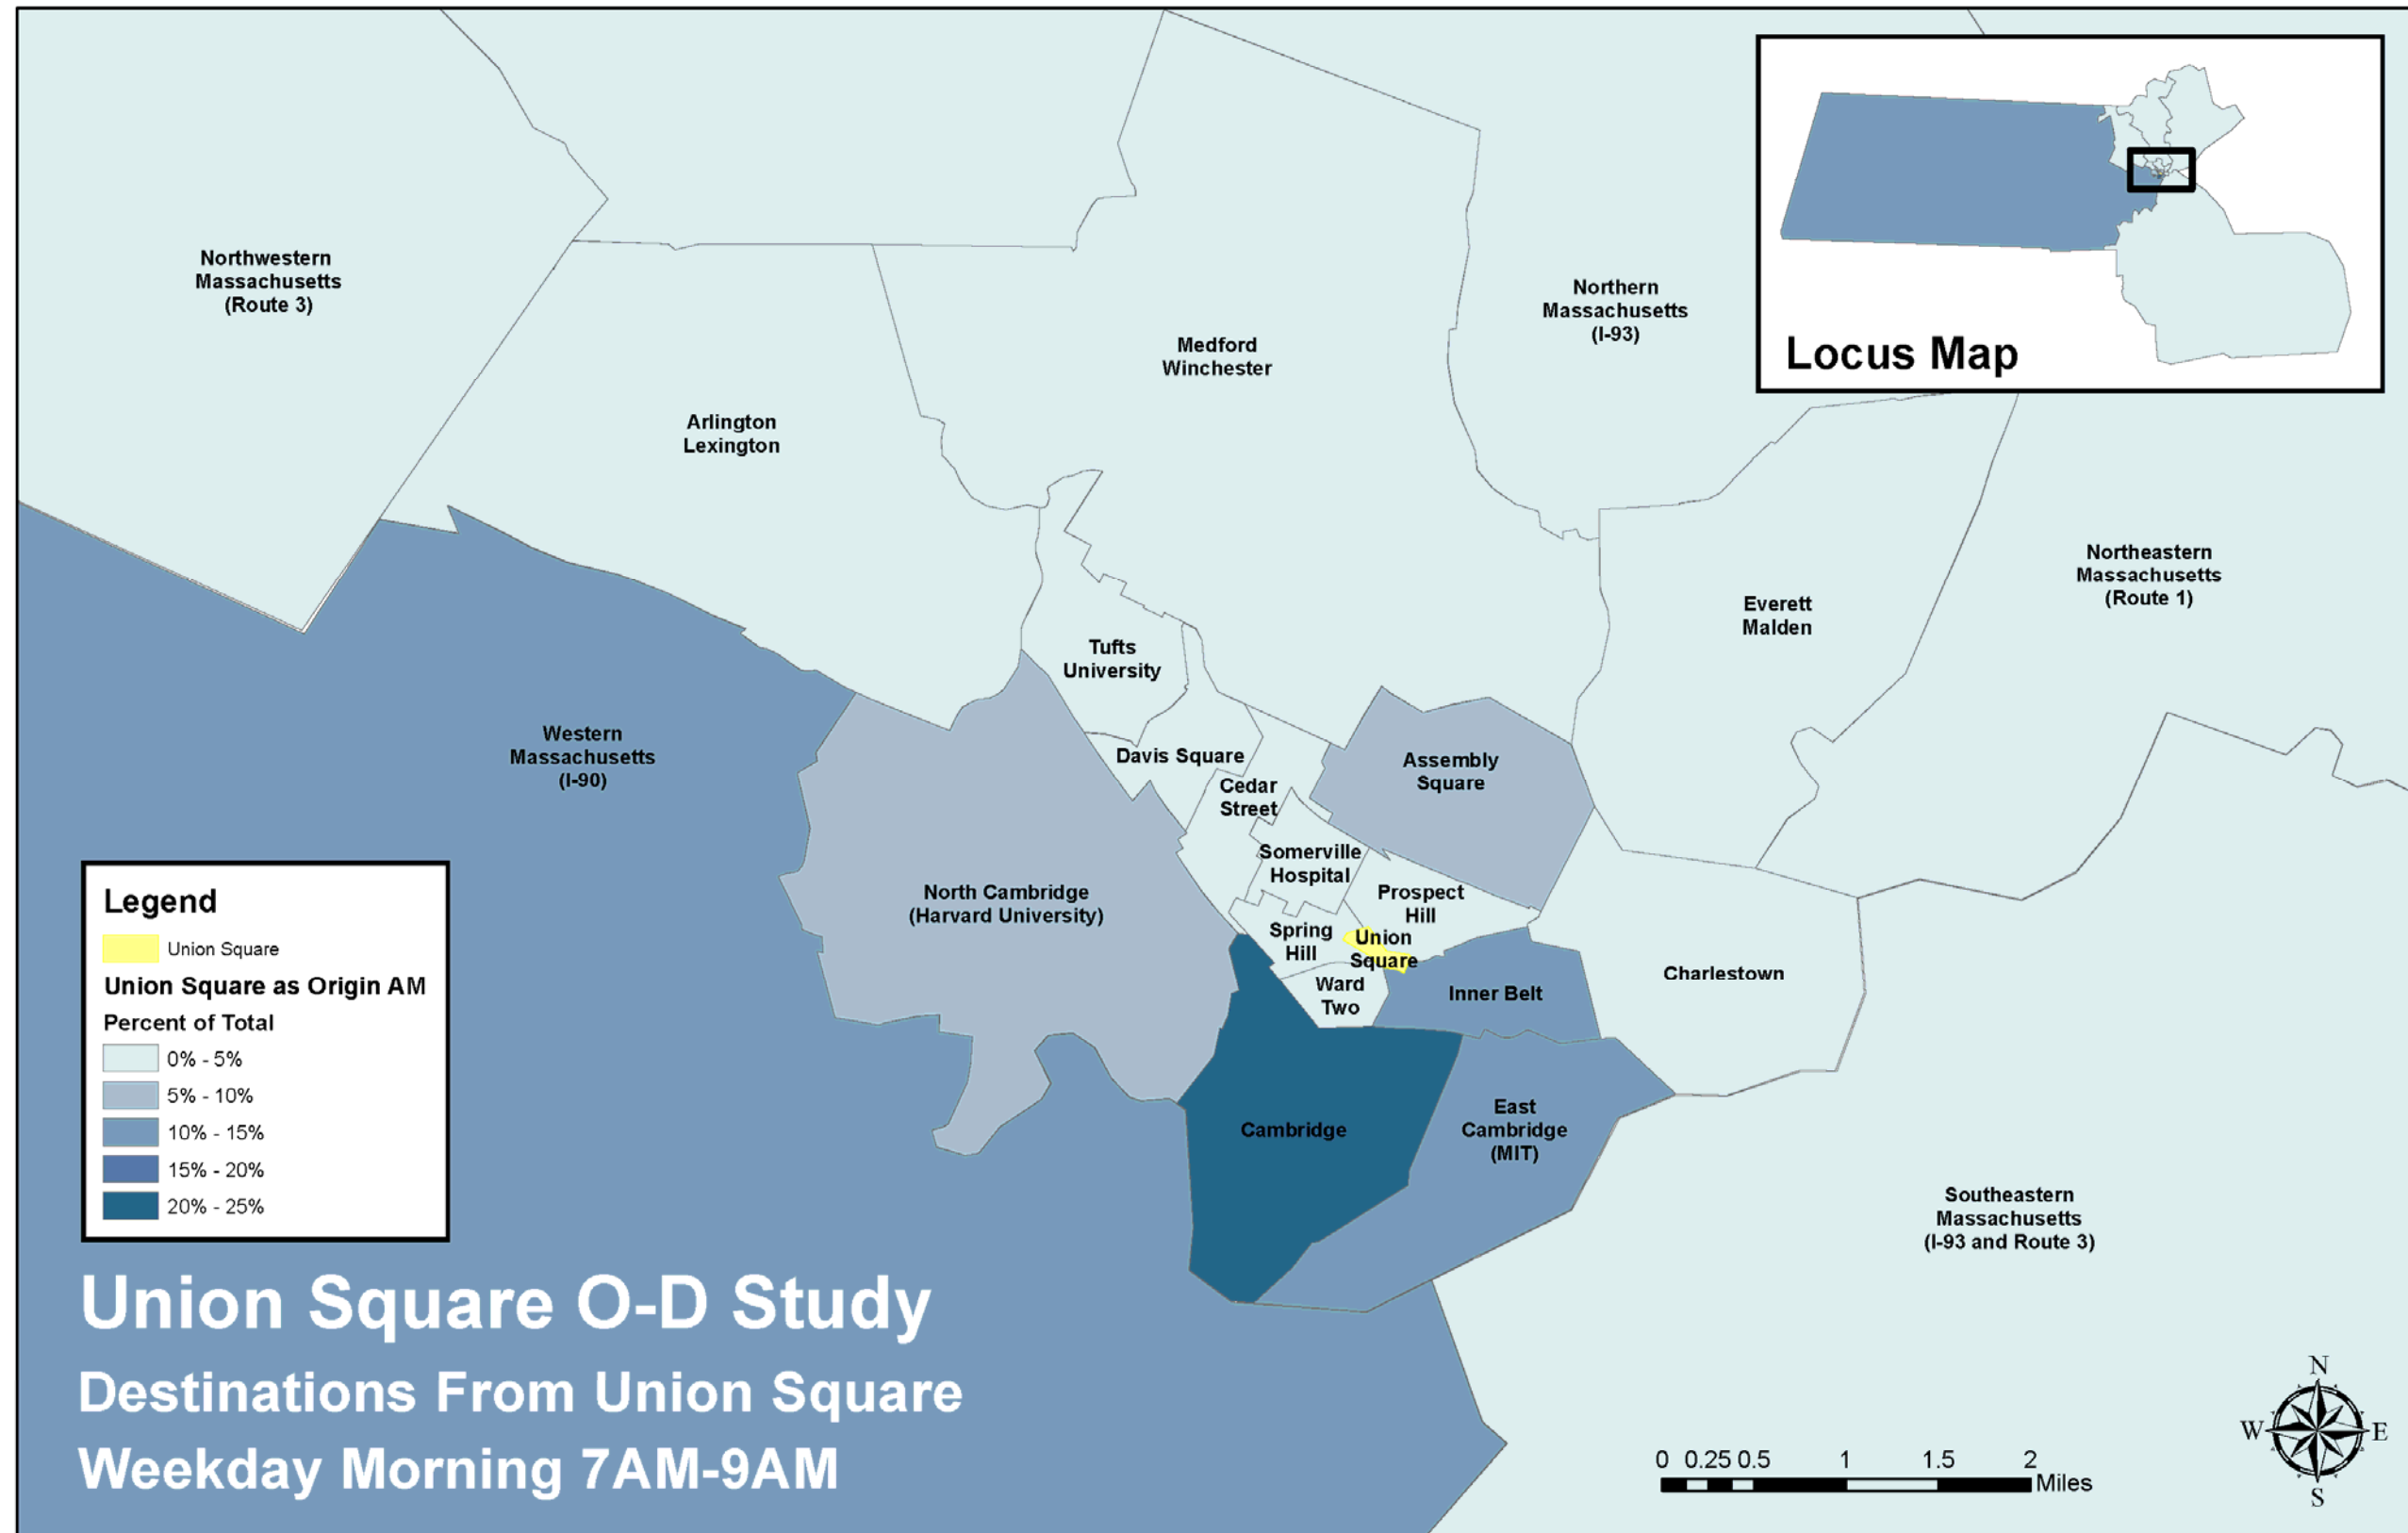 Locus Map
Northwestern
Massachusetts
(Route 3)
Northern
Massachusetts
(I-93)
Medford
Winchester
Arlington
Lexington
Northeastern
Massachusetts
(Route 1)
Everett
Malden
Tufts
University
Western
Massachusetts
(I-90)
Davis Square
Assembly
Square
Cedar
Street
Somerville
Hospital
North Cambridge
(Harvard University)
Prospect
Hill
Spring
Hill
Union
Square
Ward
Two
Inner Belt
Charlestown
Cambridge
East
Cambridge
(MIT)
Southeastern
Massachusetts
(I-93 and Route 3)
Legend
Union Square
Union Square as Origin AM
Percent of Total
0% - 5%
5% - 10%
10% - 15%
15% - 20%
20% - 25%
Union Square O-D Study
Destinations From Union Square
Weekday Morning 7AM-9AM
0 0.25 0.5 1 1.5 2
Miles
N
W E
S